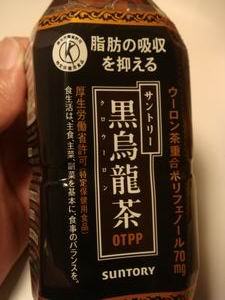 脂肪の吸収
を抑える
ウーロン茶重合ポリフェノール70mg
サントリー
黒烏龍茶
クロウーロン
OTPP
厚生労働省許可 特定保健用食品
食生活は、主食、主菜、副菜を基本に、食事のバランスを。
SUNTORY